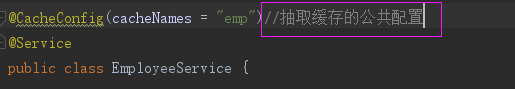 @CacheConfig(cacheNames = "emp")//抽取缓存的公共配置
@Service
public class EmployeeService {